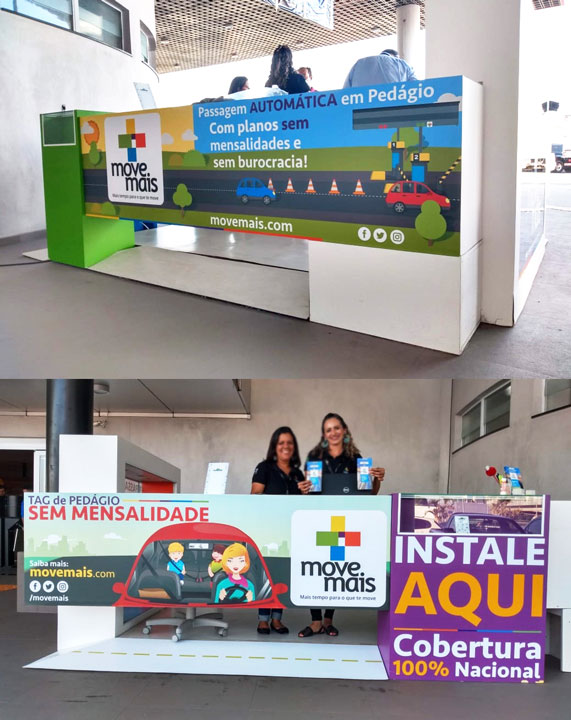 Passagem AUTOMÁTICA em Pedágio
Com planos sem
mensalidades e
sem burocracia!
move
mais
Mais tempo para o que te move
2
movemais.com
TAG de PEDÁGIO
SEM MENSALIDADE
Saiba mais:
movemais.com
/movemais
move
mais
Mais tempo para o que te move
INSTALE
AQUI
Cobertura
100% Nacional